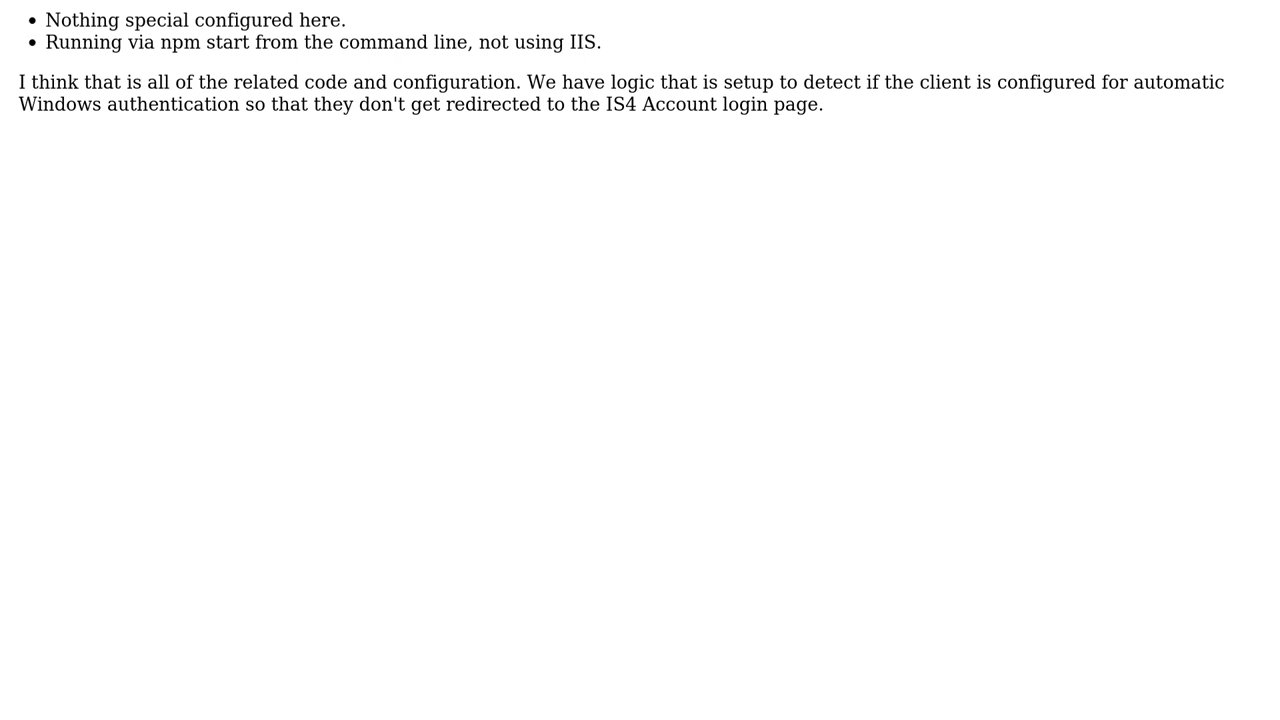 Nothing special configured here.
Running via npm start from the command line, not using IIS.
I think that is all of the related code and configuration. We have logic that is setup to detect if the client is configured for automatic
Windows authentication so that they don't get redirected to the IS4 Account login page.